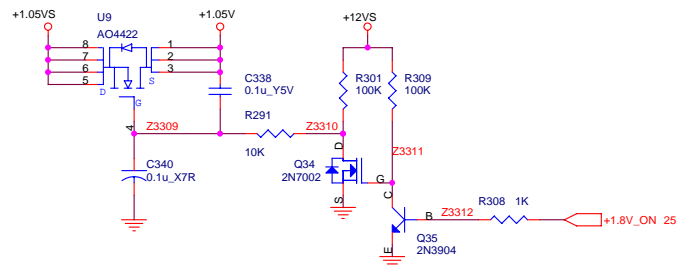 +1.05VS
U9
+1.05V
+12VS
AO4422
8
7
6
5
1
2
3
D
S
G
4
C338
0.1u_Y5V
R301
100K
R309
100K
R291
10K
Z3309
Z3310
Z3311
C340
0.1u_X7R
D
Q34
2N7002
G
S
C
R308 1K
B
Z3312
+1.8V_ON 25
Q35
2N3904
E